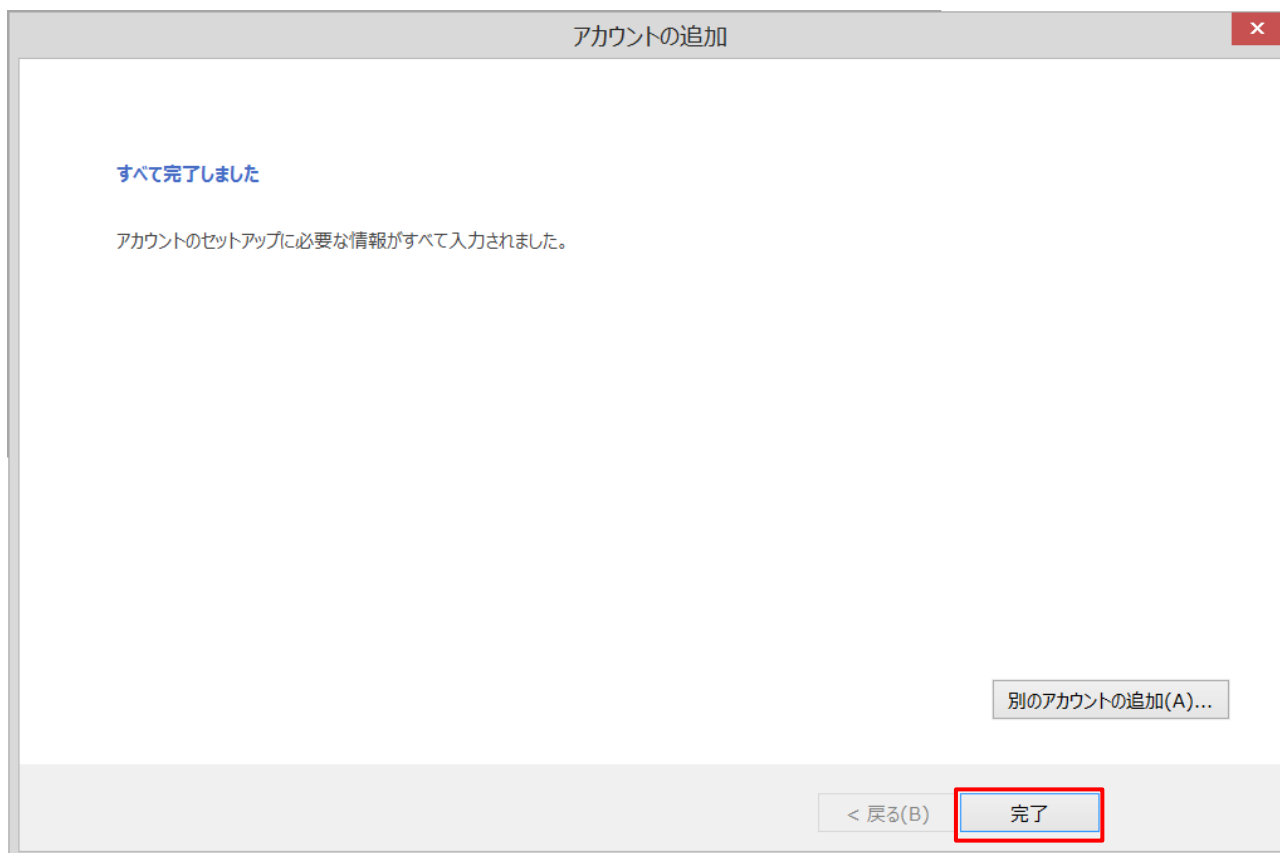 アカウントの追加
すべて完了しました
アカウントのセットアップに必要な情報がすべて入力されました。
別のアカウントの追加(A)...
< 戻る(B)
完了